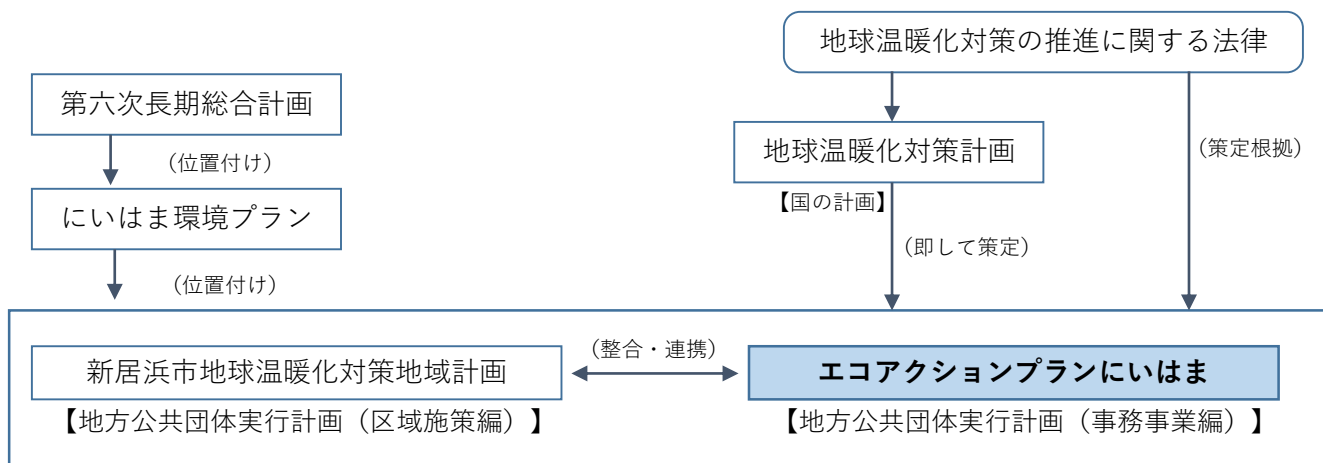 地球温暖化対策の推進に関する法律
第六次長期総合計画
(位置付け)
にいはま環境プラン
(位置付け)
地球温暖化対策計画
【国の計画】
(策定根拠)
(即して策定)
新居浜市地球温暖化対策地域計画
【地方公共団体実行計画(区域施策編)】
(整合・連携)
エコアクションプランにいはま
【地方公共団体実行計画(事務事業編)】